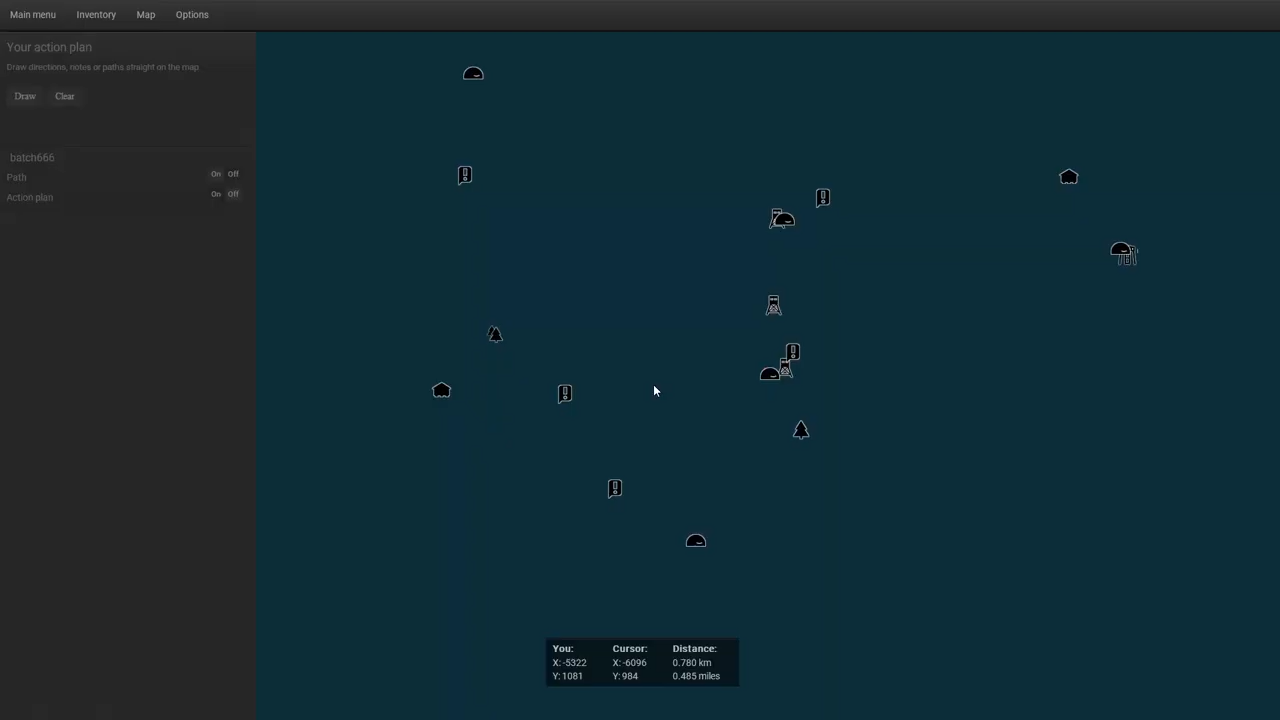 Main menu Inventory Map Options
Your action plan
Draw directions, notes or paths straight on the map
Draw Clear
batch666
Path On Off
Action plan On Off
You: Cursor: Distance:
X: -5322 X: -6096 0.780 km
Y: 1081 Y: 984 0.485 miles